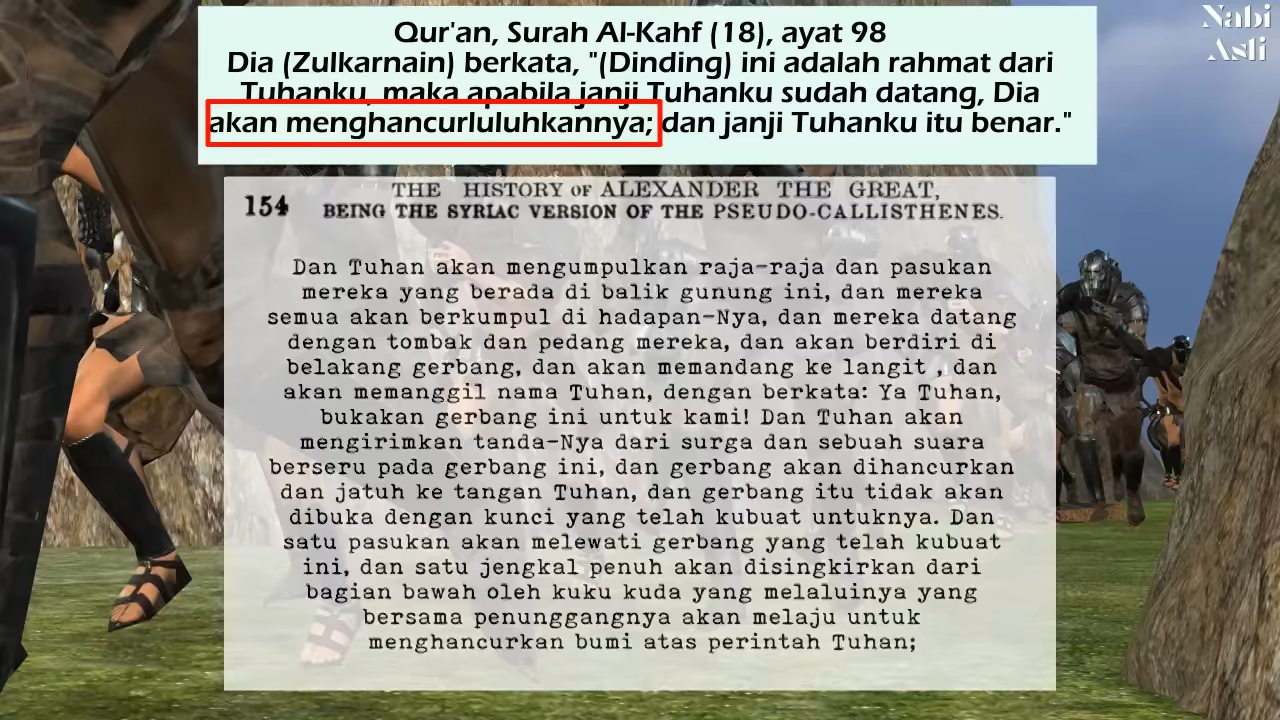 Nabi
Asli
Qur'an, Surah Al-Kahf (18), ayat 98
Dia (Zulkarnain) berkata, "(Dinding) ini adalah rahmat dari
Tuhanku, maka apabila janji Tuhanku sudah datang, Dia
akan menghancurluluhkannya; dan janji Tuhanku itu benar."
154
THE HISTORY OF ALEXANDER THE GREAT,
BEING THE SYRIAC VERSION OF THE PSEUDO-CALLISTHENES.
Dan Tuhan akan mengumpulkan raja-raja dan pasukan
mereka yang berada di balik gunung ini, dan mereka
semua akan berkumpul di hadapan-Nya, dan mereka datang
dengan tombak dan pedang mereka, dan akan berdiri di
belakang gerbang, dan akan memandang ke langit , dan
akan memanggil nama Tuhan, dengan berkata: Ya Tuhan,
bukakan gerbang ini untuk kami! Dan Tuhan akan
mengirimkan tanda-Nya dari surga dan sebuah suara
berseru pada gerbang ini, dan gerbang akan dihancurkan
dan jatuh ke tangan Tuhan, dan gerbang itu tidak akan
dibuka dengan kunci yang telah kubuat untuknya. Dan
satu pasukan akan melewati gerbang yang telah kubuat
ini, dan satu jengkal penuh akan disingkirkan dari
bagian bawah oleh kuku kuda yang melaluinya yang
bersama penunggangnya akan melaju untuk
menghancurkan bumi atas perintah Tuhan;